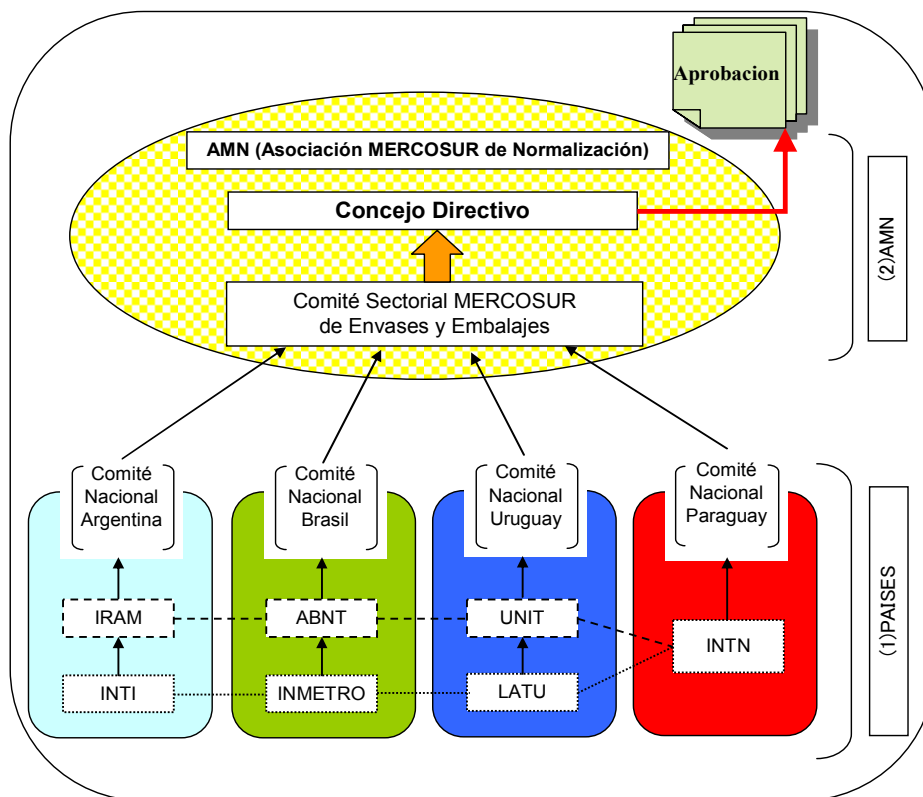 Aprobacion
AMN (Asociación MERCOSUR de Normalización)
Concejo Directivo
Comité Sectorial MERCOSUR
de Envases y Embalajes
(2)AMN
Comité
Nacional
Argentina
Comité
Nacional
Brasil
Comité
Nacional
Uruguay
Comité
Nacional
Paraguay
IRAM
ABNT
UNIT
INTN
INTI
INMETRO
LATU
(1)PAISES